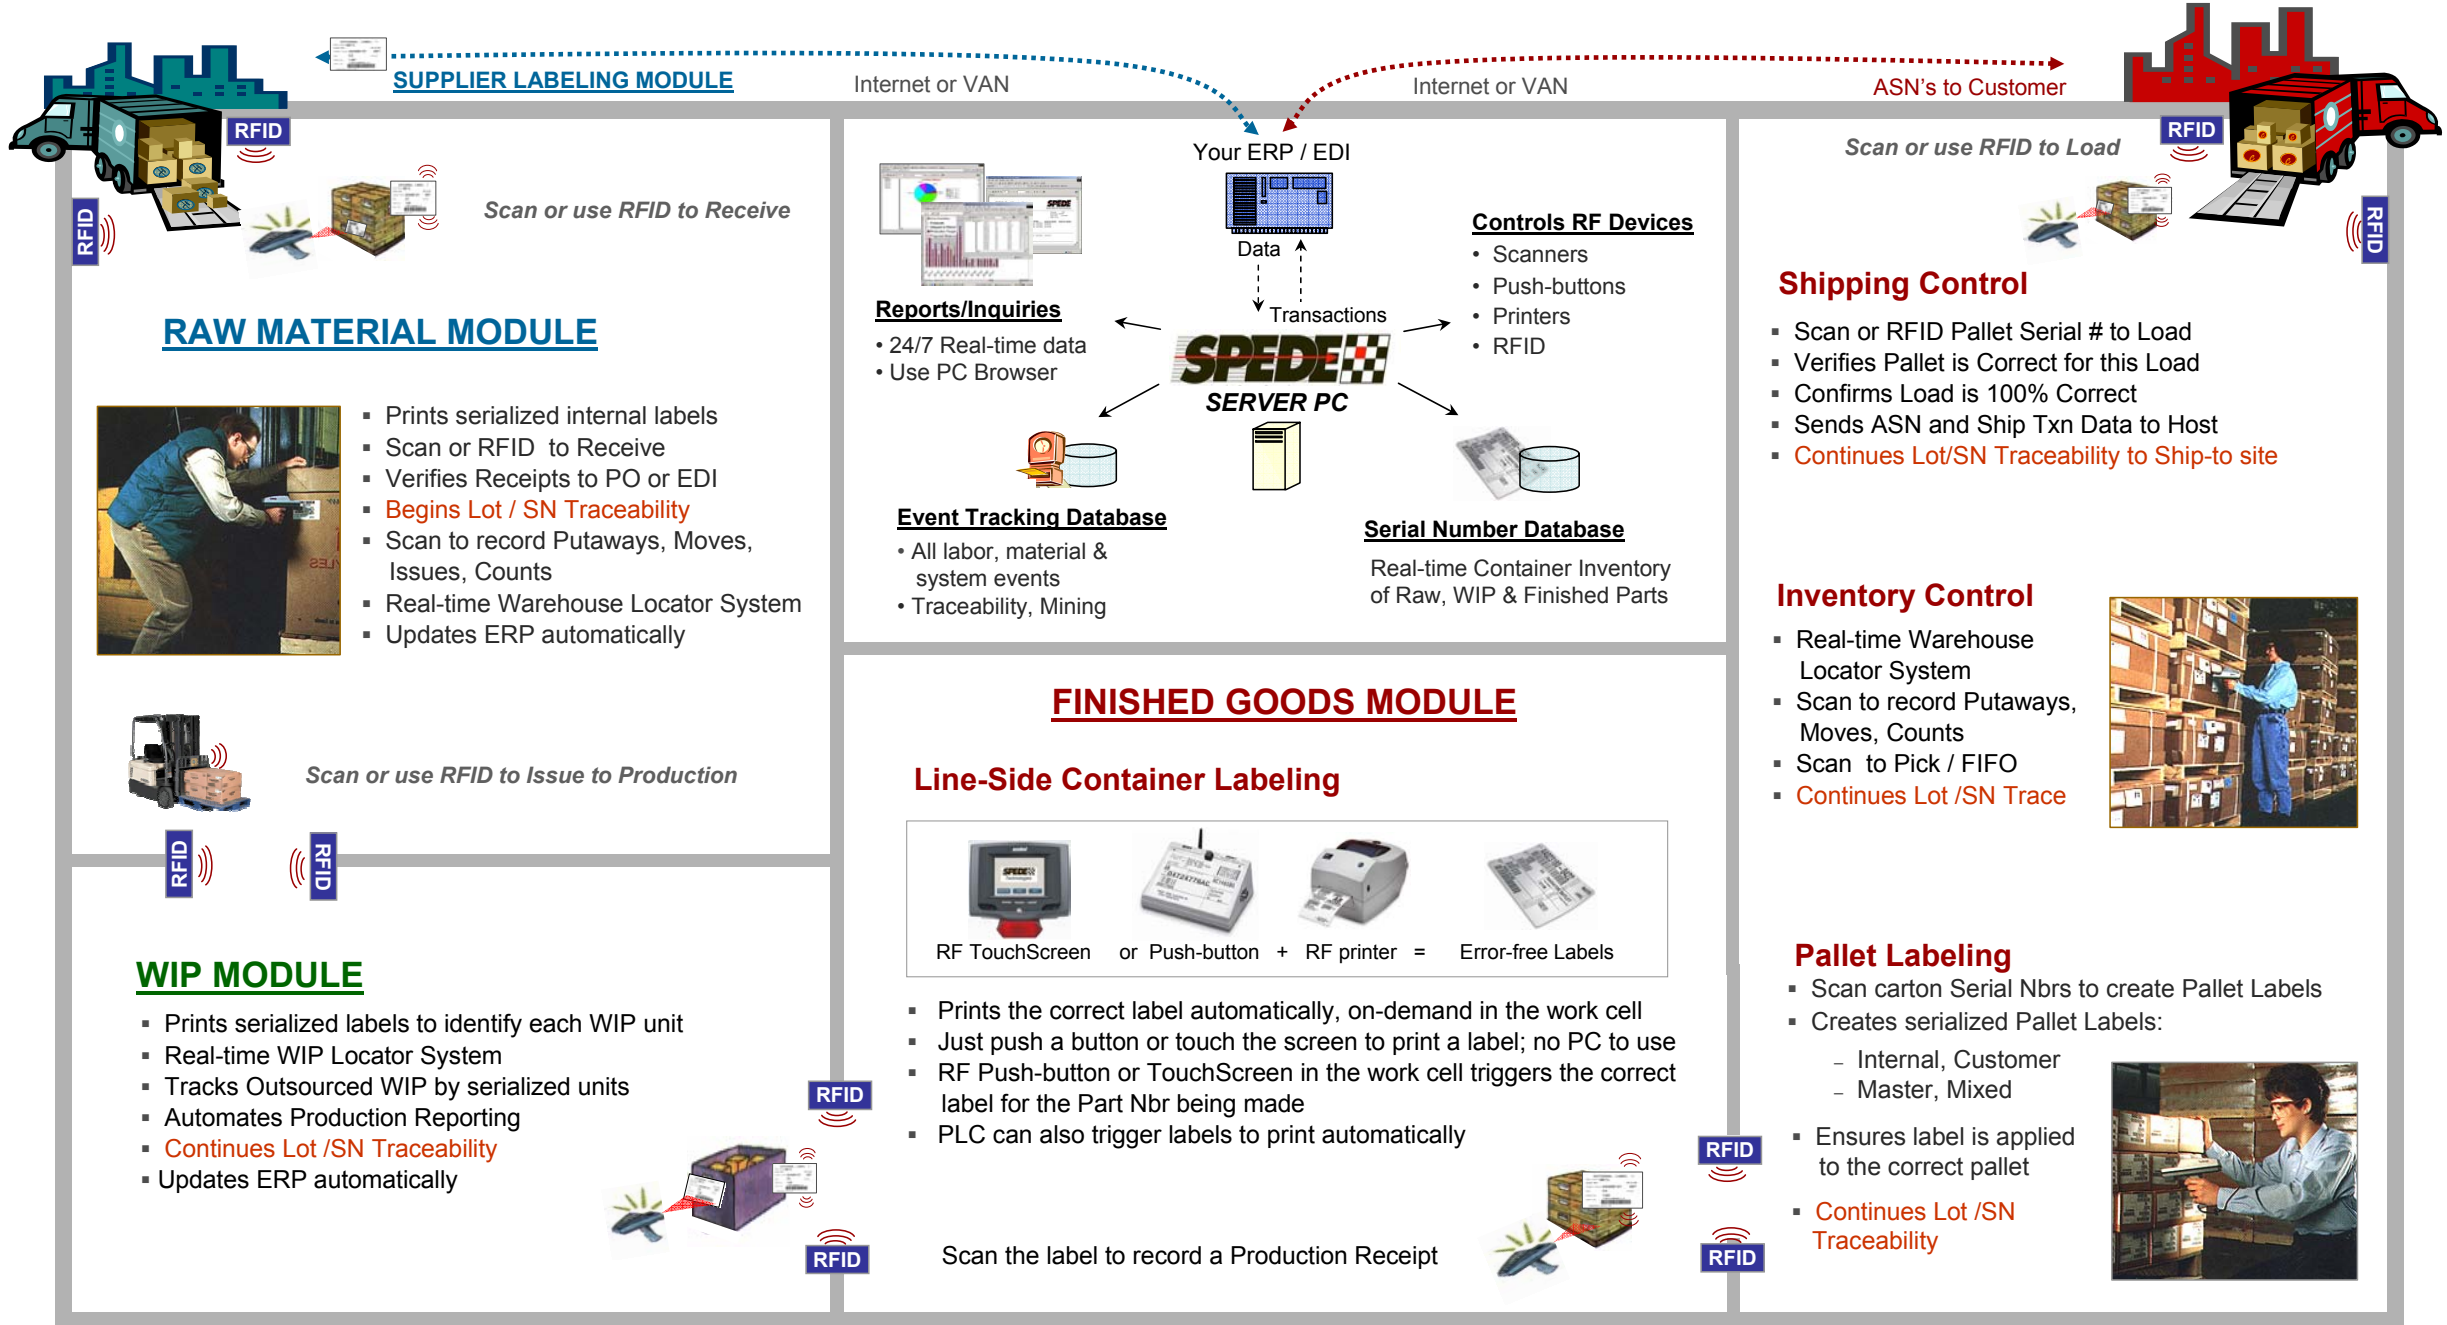 SUPPLIER LABELING MODULE
Internet or VAN
Internet or VAN
ASN's to Customer
RFID
RFID
Scan or use RFID to Receive
RAW MATERIAL MODULE
▪ Prints serialized internal labels
▪ Scan or RFID to Receive
▪ Verifies Receipts to PO or EDI
▪ Begins Lot / SN Traceability
▪ Scan to record Putaways, Moves,
Issues, Counts
▪ Real-time Warehouse Locator System
▪ Updates ERP automatically
Scan or use RFID to Issue to Production
RFID
RFID
WIP MODULE
▪ Prints serialized labels to identify each WIP unit
▪ Real-time WIP Locator System
▪ Tracks Outsourced WIP by serialized units
▪ Automates Production Reporting
▪ Continues Lot /SN Traceability
▪ Updates ERP automatically
RFID
RFID
Your ERP / EDI
Data
Transactions
SPEDE
SPEDE
SERVER PC
Reports/Inquiries
• 24/7 Real-time data
• Use PC Browser
Controls RF Devices
• Scanners
• Push-buttons
• Printers
• RFID
Event Tracking Database
• All labor, material &
system events
• Traceability, Mining
Serial Number Database
Real-time Container Inventory
of Raw, WIP & Finished Parts
FINISHED GOODS MODULE
Line-Side Container Labeling
SPEDE
RF TouchScreen or Push-button + RF printer = Error-free Labels
▪ Prints the correct label automatically, on-demand in the work cell
▪ Just push a button or touch the screen to print a label; no PC to use
▪ RF Push-button or TouchScreen in the work cell triggers the correct
label for the Part Nbr being made
▪ PLC can also trigger labels to print automatically
Scan the label to record a Production Receipt
RFID
RFID
Scan or use RFID to Load
RFID
RFID
Shipping Control
▪ Scan or RFID Pallet Serial # to Load
▪ Verifies Pallet is Correct for this Load
▪ Confirms Load is 100% Correct
▪ Sends ASN and Ship Txn Data to Host
▪ Continues Lot/SN Traceability to Ship-to site
Inventory Control
▪ Real-time Warehouse
Locator System
▪ Scan to record Putaways,
Moves, Counts
▪ Scan to Pick / FIFO
▪ Continues Lot /SN Trace
Pallet Labeling
▪ Scan carton Serial Nbrs to create Pallet Labels
▪ Creates serialized Pallet Labels:
– Internal, Customer
– Master, Mixed
▪ Ensures label is applied
to the correct pallet
▪ Continues Lot /SN
Traceability